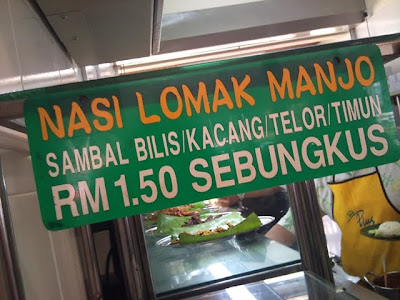 NASI LOMAK MANJO
SAMBAL BILIS/KACANG/TELOR/TIMUN
RM 1.50 SEBUNGKUS